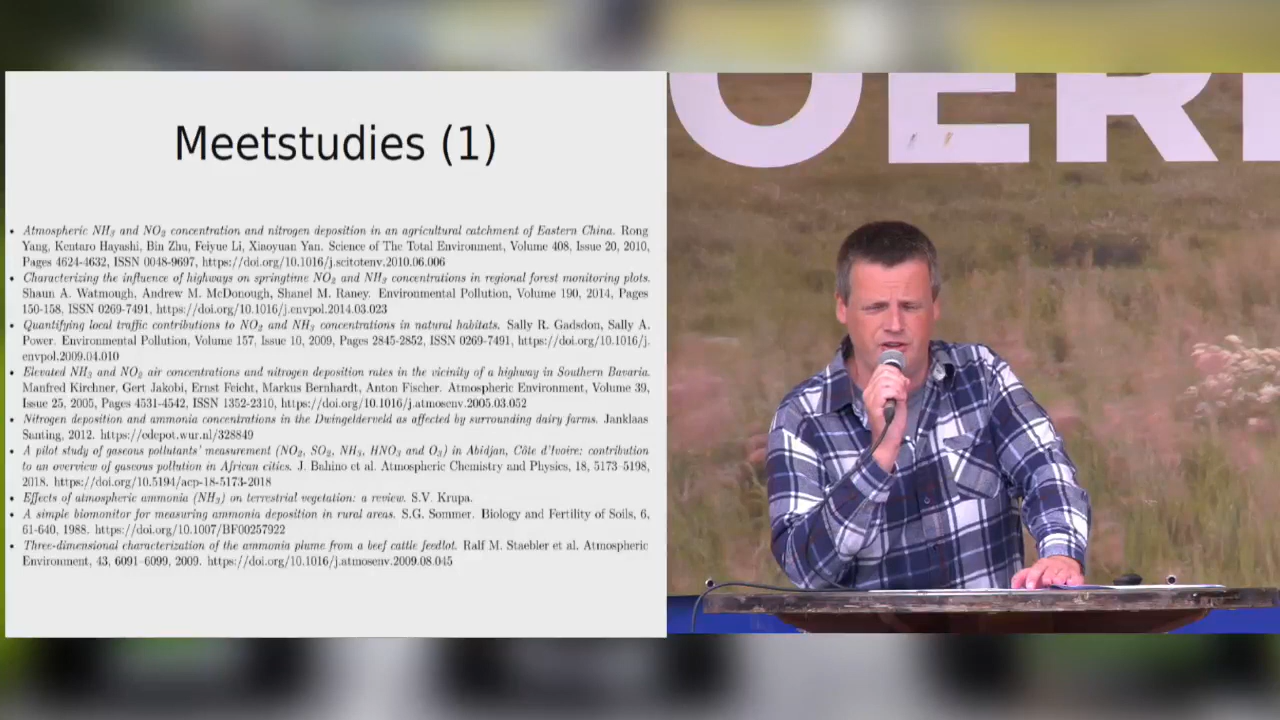 Meetstudies (1)
• Atmospheric NH3 and NO2 concentration and nitrogen deposition in an agricultural catchment of Eastern China. Rong
Yang, Kentaro Hayashi, Bin Zhu, Feiyue Li, Xiaoyuan Yan. Science of The Total Environment, Volume 408, Issue 20, 2010,
Pages 4624-4632, ISSN 0048-9697, https://doi.org/10.1016/j.scitotenv.2010.06.006
• Characterizing the influence of highways on springtime NO2 and NH3 concentrations in regional forest monitoring plots.
Shaun A. Watmough, Andrew M. McDonough, Shanel M. Raney. Environmental Pollution, Volume 190, 2014, Pages
150-158, ISSN 0269-7491, https://doi.org/10.1016/j.envpol.2014.03.023
• Quantifying local traffic contributions to NO2 and NH3 concentrations in natural habitats. Sally R. Gadsdon, Sally A.
Power. Environmental Pollution, Volume 157, Issue 10, 2009, Pages 2845-2852, ISSN 0269-7491, https://doi.org/10.1016/j.
envpol.2009.04.010
• Elevated NH3 and NO2 air concentrations and nitrogen deposition rates in the vicinity of a highway in Southern Bavaria.
Manfred Kirchner, Gert Jakobi, Ernst Feicht, Markus Bernhardt, Anton Fischer. Atmospheric Environment, Volume 39,
Issue 25, 2005, Pages 4531-4542, ISSN 1352-2310, https://doi.org/10.1016/j.atmosenv.2005.03.052
• Nitrogen deposition and ammonia concentrations in the Dwingelderveld as affected by surrounding dairy farms. Janklaas
Santing, 2012. https://edepot.wur.nl/328849
• A pilot study of gaseous pollutants' measurement (NO2, SO2, NH3, HNO3 and O3) in Abidjan, Côte d'Ivoire: contribution
to an overview of gaseous pollution in African cities. J. Bahino et al. Atmospheric Chemistry and Physics, 18, 5173–5198,
2018. https://doi.org/10.5194/acp-18-5173-2018
• Effects of atmospheric ammonia (NH3) on terrestrial vegetation: a review. S.V. Krupa.
• A simple biomonitor for measuring ammonia deposition in rural areas. S.G. Sommer. Biology and Fertility of Soils, 6,
61-640, 1988. https://doi.org/10.1007/BF00257922
• Three-dimensional characterization of the ammonia plume from a beef cattle feedlot. Ralf M. Staebler et al. Atmospheric
Environment, 43, 6091–6099, 2009. https://doi.org/10.1016/j.atmosenv.2009.08.045
OER